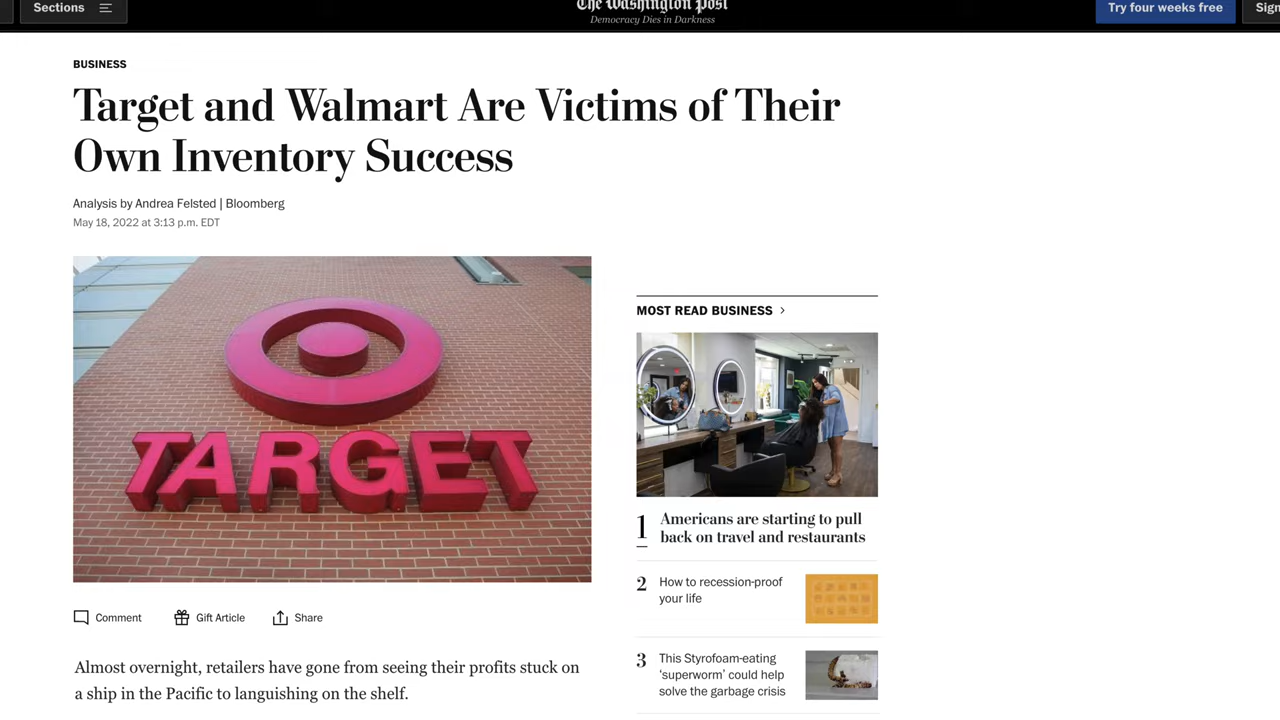 Sections
The Washington Post
Democracy Dies in Darkness
Try four weeks free
Sign
BUSINESS
Target and Walmart Are Victims of Their
Own Inventory Success
Analysis by Andrea Felsted | Bloomberg
May 18, 2022 at 3:13 p.m. EDT
TARGET
Comment
Gift Article
Share
Almost overnight, retailers have gone from seeing their profits stuck on
a ship in the Pacific to languishing on the shelf.
MOST READ BUSINESS >
1
Americans are starting to pull
back on travel and restaurants
2
How to recession-proof
your life
3
This Styrofoam-eating
‘superworm’ could help
solve the garbage crisis